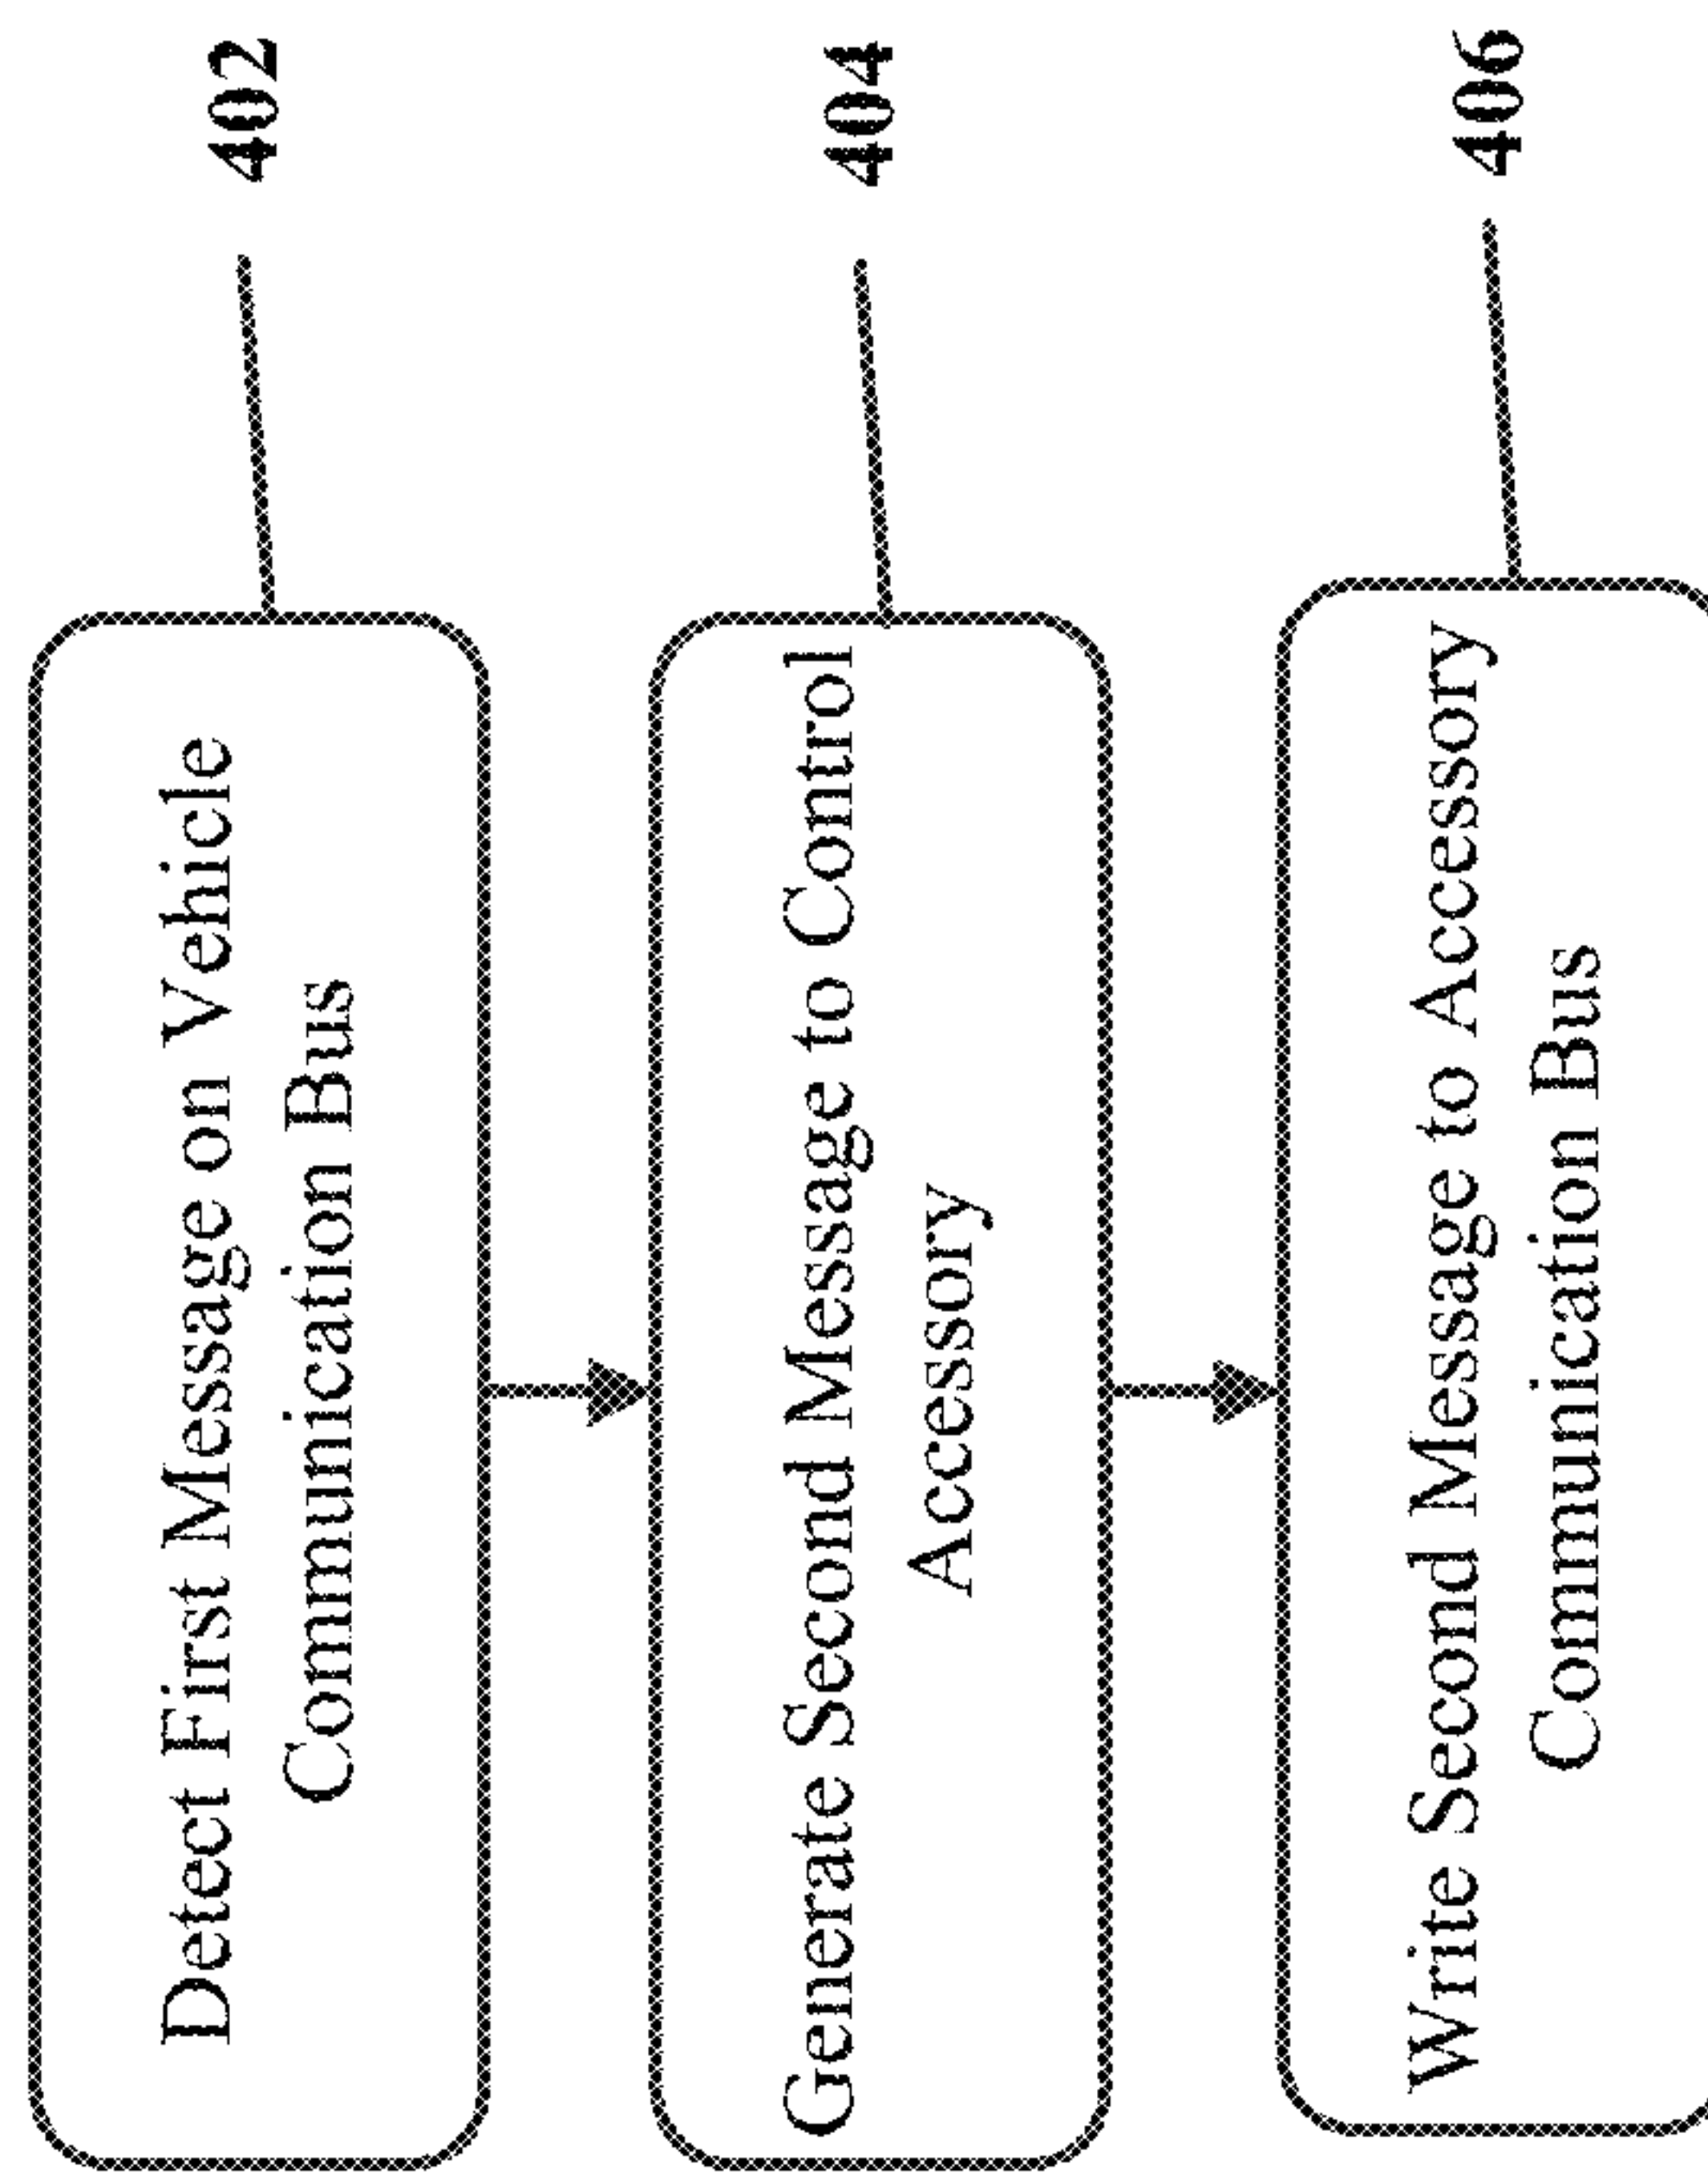 Detect First Message on Vehicle
Communication Bus
402
Generate Second Message to Control
Accessory
404
Write Second Message to Accessory
Communication Bus
406